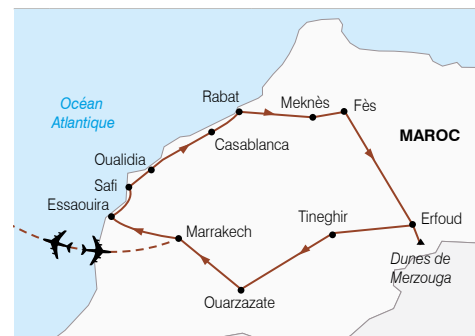 Océan
Atlantique
Rabat
Meknès
Fès
MAROC
Casablanca
Oualidia
Safi
Essaouira
Marrakech
Tineghir
Erfoud
Dunes de
Merzouga
Ouarzazate